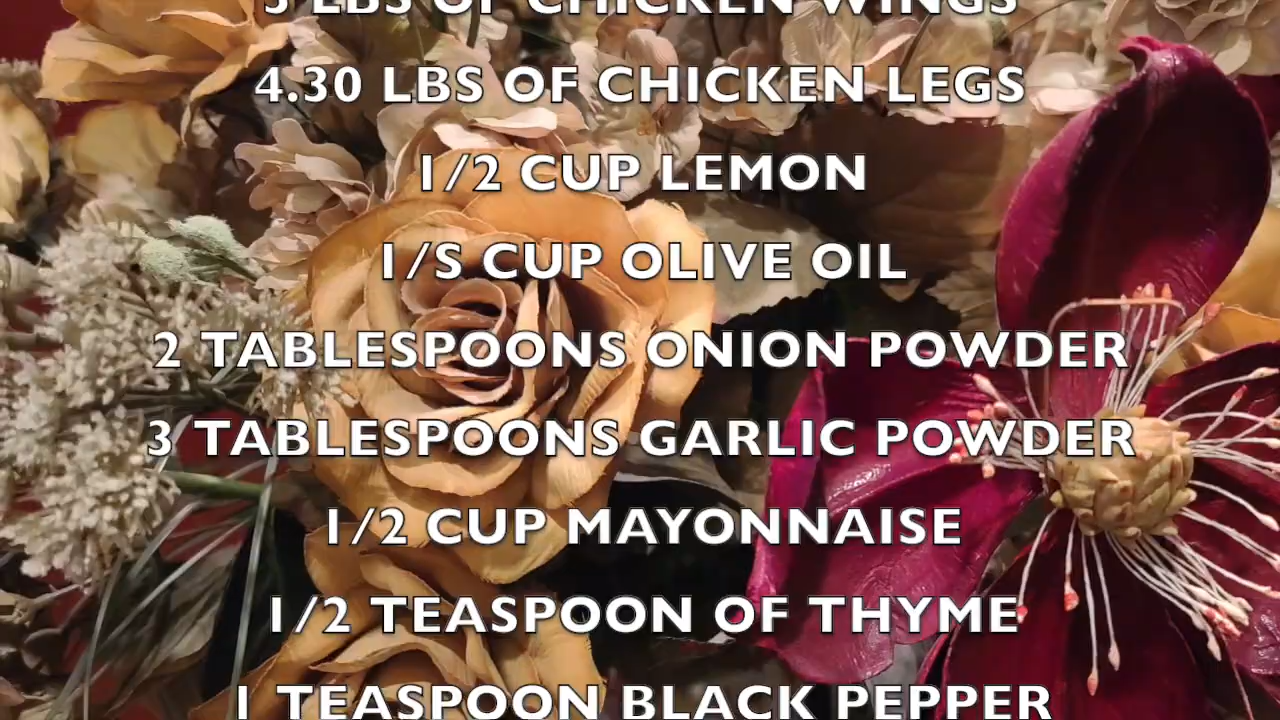 LBS OF CHICKEN WINGS
4.30 LBS OF CHICKEN LEGS
1/2 CUP LEMON
1/S CUP OLIVE OIL
2 TABLESPOONS ONION POWDER
3 TABLESPOONS GARLIC POWDER
1/2 CUP MAYONNAISE
1/2 TEASPOON OF THYME
1 TEASPOON BLACK PEPPER